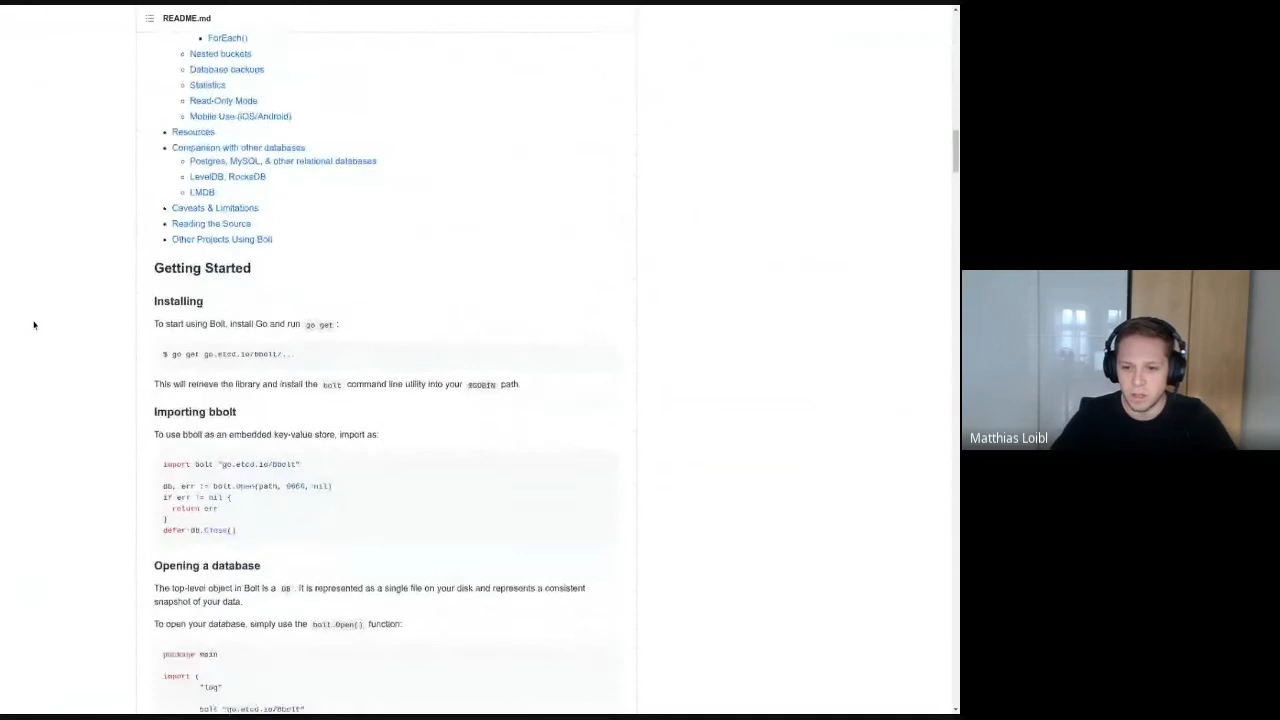 README.md
ForEach()
Nested buckets
Database backups
Statistics
Read-Only Mode
Mobile Use (iOS/Android)
Resources
Comparison with other databases
Postgres, MySQL, & other relational databases
LevelDB, RocksDB
LMDB
Caveats & Limitations
Reading the Source
Other Projects Using Bolt
Getting Started
Installing
To start using Bolt, install Go and run go get :
$ go get go.etcd.io/bbolt/...
This will retrieve the library and install the bolt command line utility into your $GOBIN path.
Importing bbolt
To use bbolt as an embedded key-value store, import as:
import bolt "go.etcd.io/bbolt"
db, err := bolt.Open(path, 0666, nil)
if err != nil {
return err
}
defer db.Close()
Opening a database
The top-level object in Bolt is a DB . It is represented as a single file on your disk and represents a consistent
snapshot of your data.
To open your database, simply use the bolt.Open() function:
package main
import (
"log"
bolt "go.etcd.io/bbolt"
Matthias Loibl